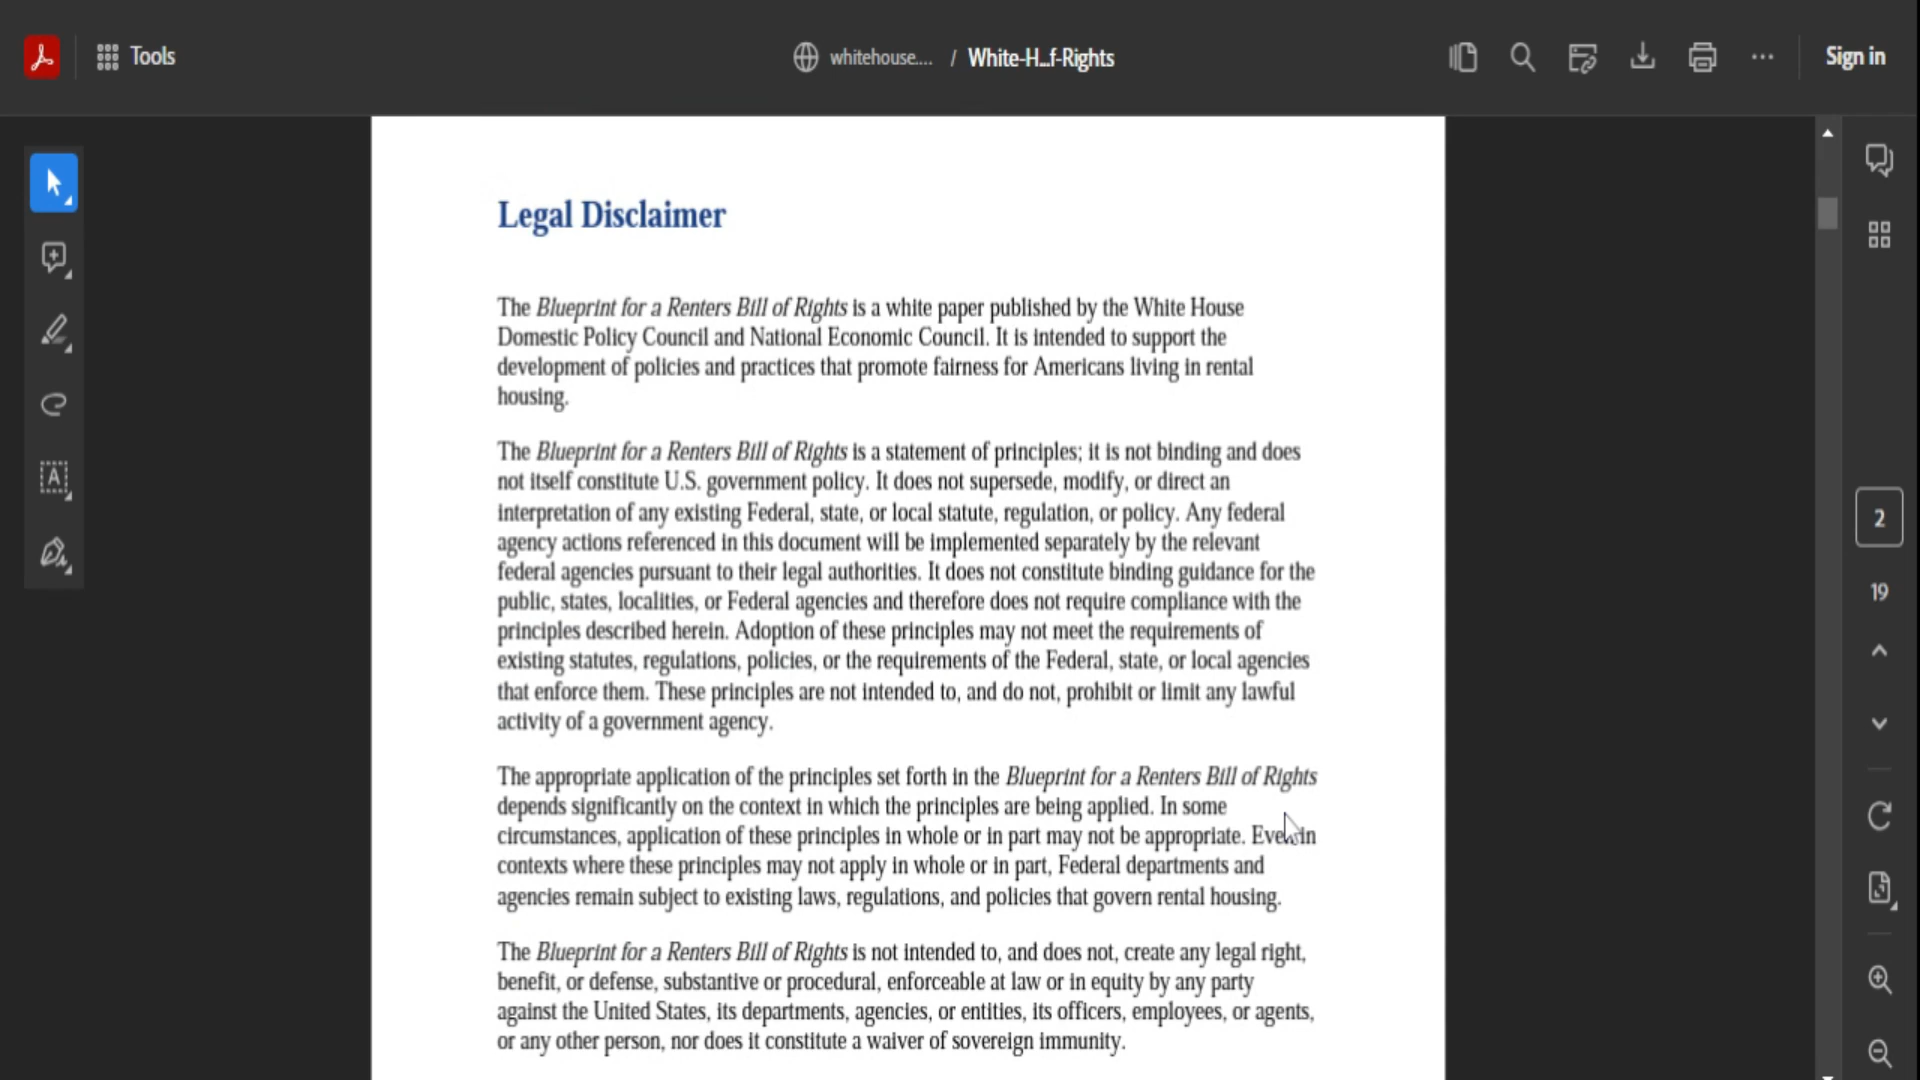 Tools
whitehouse.... / White-H...f-Rights
Sign in
Legal Disclaimer
The Blueprint for a Renters Bill of Rights is a white paper published by the White House
Domestic Policy Council and National Economic Council. It is intended to support the
development of policies and practices that promote fairness for Americans living in rental
housing.
The Blueprint for a Renters Bill of Rights is a statement of principles; it is not binding and does
not itself constitute U.S. government policy. It does not supersede, modify, or direct an
interpretation of any existing Federal, state, or local statute, regulation, or policy. Any federal
agency actions referenced in this document will be implemented separately by the relevant
federal agencies pursuant to their legal authorities. It does not constitute binding guidance for the
public, states, localities, or Federal agencies and therefore does not require compliance with the
principles described herein. Adoption of these principles may not meet the requirements of
existing statutes, regulations, policies, or the requirements of the Federal, state, or local agencies
that enforce them. These principles are not intended to, and do not, prohibit or limit any lawful
activity of a government agency.
The appropriate application of the principles set forth in the Blueprint for a Renters Bill of Rights
depends significantly on the context in which the principles are being applied. In some
circumstances, application of these principles in whole or in part may not be appropriate. Even in
contexts where these principles may not apply in whole or in part, Federal departments and
agencies remain subject to existing laws, regulations, and policies that govern rental housing.
The Blueprint for a Renters Bill of Rights is not intended to, and does not, create any legal right,
benefit, or defense, substantive or procedural, enforceable at law or in equity by any party
against the United States, its departments, agencies, or entities, its officers, employees, or agents,
or any other person, nor does it constitute a waiver of sovereign immunity.
2
19